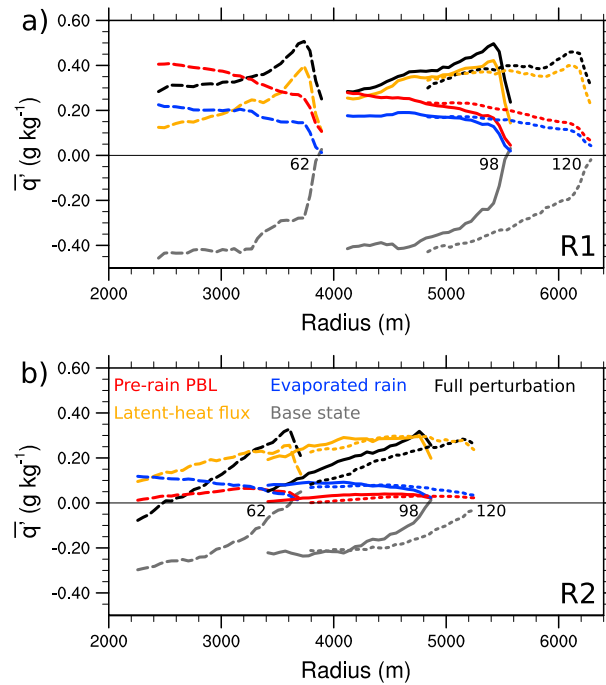 a)
0.60
0.40
0.20
0.00
-0.20
-0.40
q' (g kg⁻¹)
62
98
120
R1
2000 3000 4000 5000 6000
Radius (m)
b)
0.60
0.40
0.20
0.00
-0.20
-0.40
q' (g kg⁻¹)
Pre-rain PBL Evaporated rain Full perturbation
Latent-heat flux Base state
62
98
120
R2
2000 3000 4000 5000 6000
Radius (m)